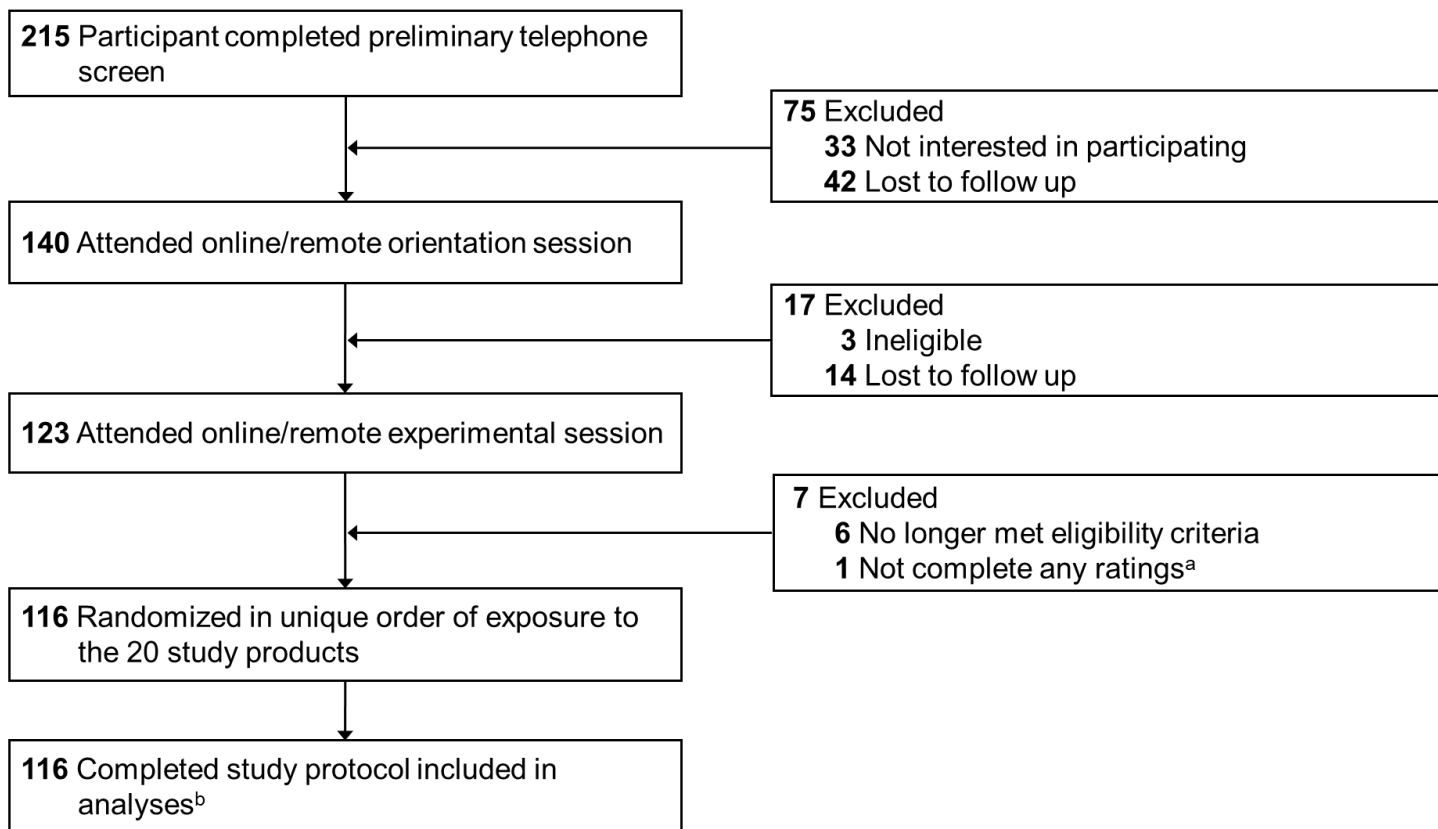 215 Participant completed preliminary telephone
screen
75 Excluded
33 Not interested in participating
42 Lost to follow up
140 Attended online/remote orientation session
17 Excluded
3 Ineligible
14 Lost to follow up
123 Attended online/remote experimental session
7 Excluded
6 No longer met eligibility criteria
1 Not complete any ratingsᵃ
116 Randomized in unique order of exposure to
the 20 study products
116 Completed study protocol included in
analysesᵇ